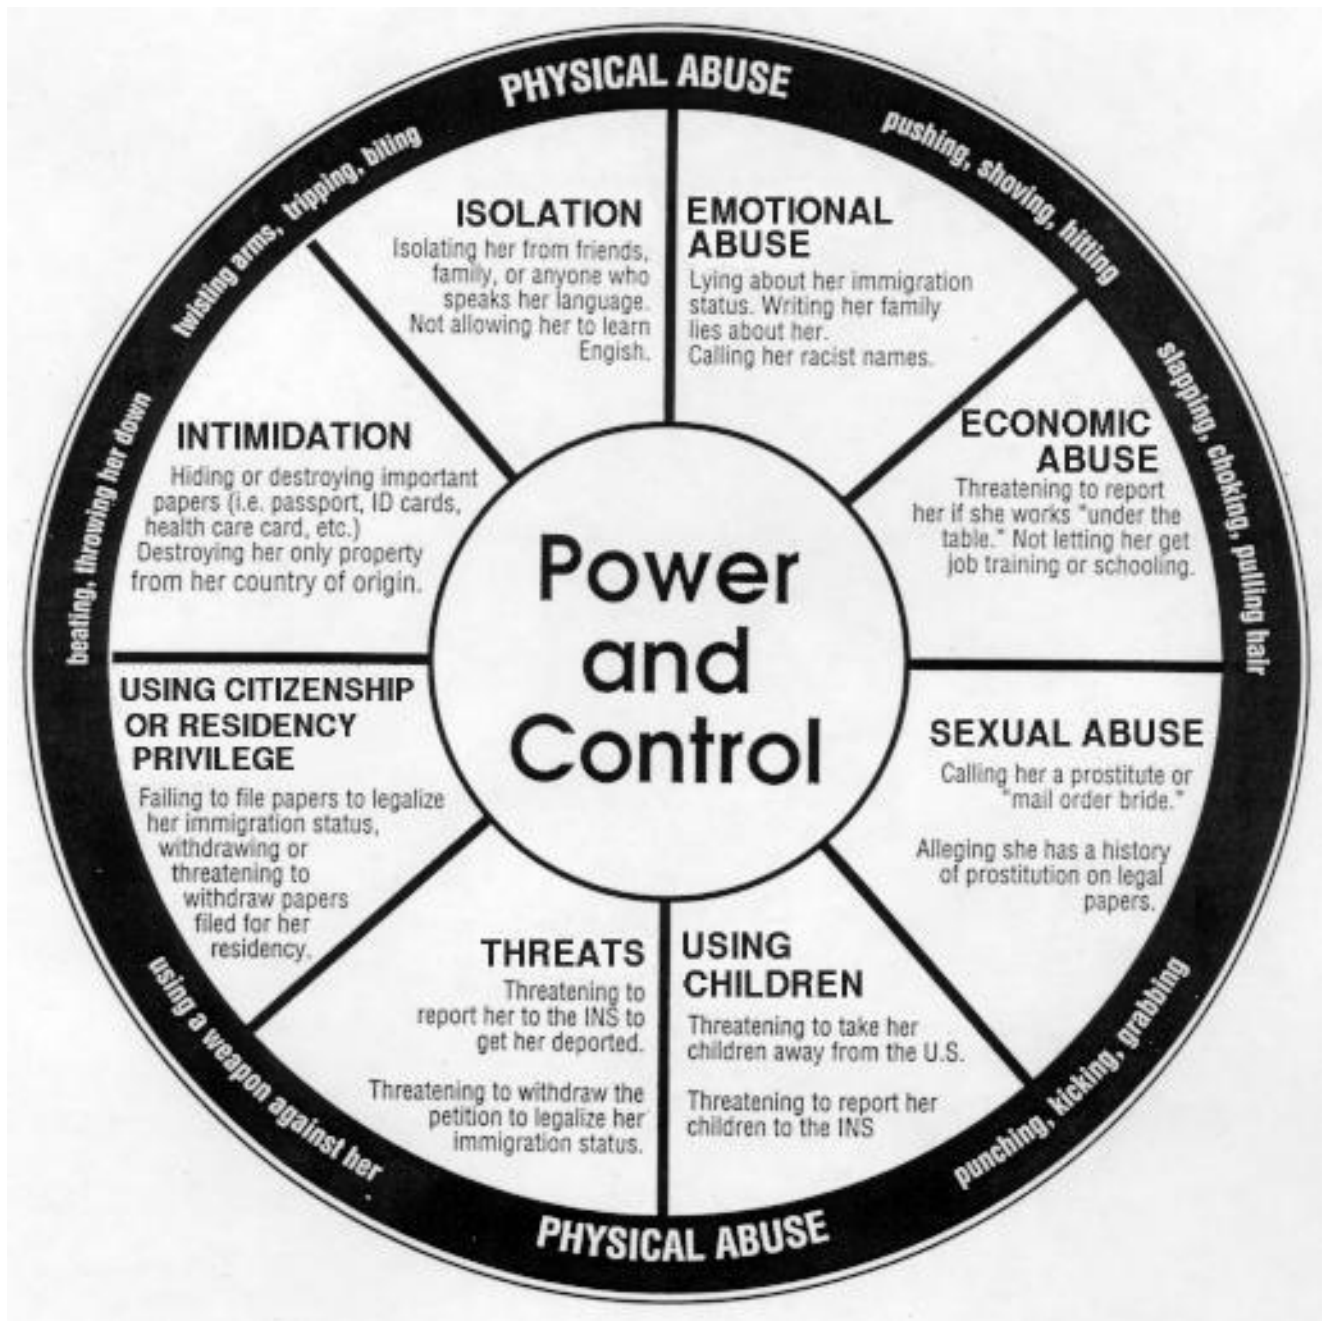 PHYSICAL ABUSE
pushing, shoving, hitting
slapping, choking, pulling hair
punching, kicking, grabbing
PHYSICAL ABUSE
using a weapon against her
beating, throwing her down
twisting arms, tripping, biting
Power
and
Control
ISOLATION
Isolating her from friends,
family, or anyone who
speaks her language.
Not allowing her to learn
Engish.
EMOTIONAL
ABUSE
Lying about her immigration
status. Writing her family
lies about her.
Calling her racist names.
ECONOMIC
ABUSE
Threatening to report
her if she works "under the
table." Not letting her get
job training or schooling.
SEXUAL ABUSE
Calling her a prostitute or
"mail order bride."
Alleging she has a history
of prostitution on legal
papers.
USING
CHILDREN
Threatening to take her
children away from the U.S.
Threatening to report her
children to the INS
THREATS
Threatening to
report her to the INS to
get her deported.
Threatening to withdraw the
petition to legalize her
immigration status.
USING CITIZENSHIP
OR RESIDENCY
PRIVILEGE
Failing to file papers to legalize
her immigration status,
withdrawing or
threatening to
withdraw papers
filed for her
residency.
INTIMIDATION
Hiding or destroying important
papers (i.e. passport, ID cards,
health care card, etc.)
Destroying her only property
from her country of origin.